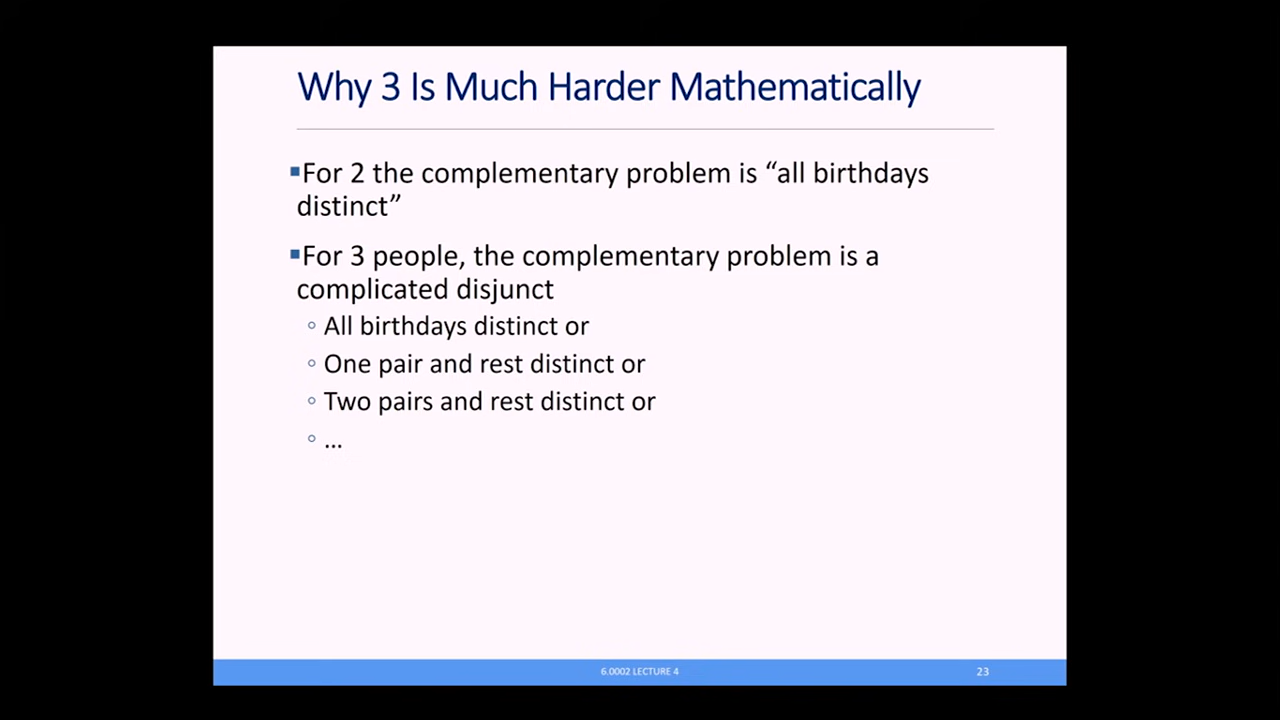 Why 3 Is Much Harder Mathematically
▪For 2 the complementary problem is “all birthdays
distinct”
▪For 3 people, the complementary problem is a
complicated disjunct
◦ All birthdays distinct or
◦ One pair and rest distinct or
◦ Two pairs and rest distinct or
◦ …
6.0002 LECTURE 4
23